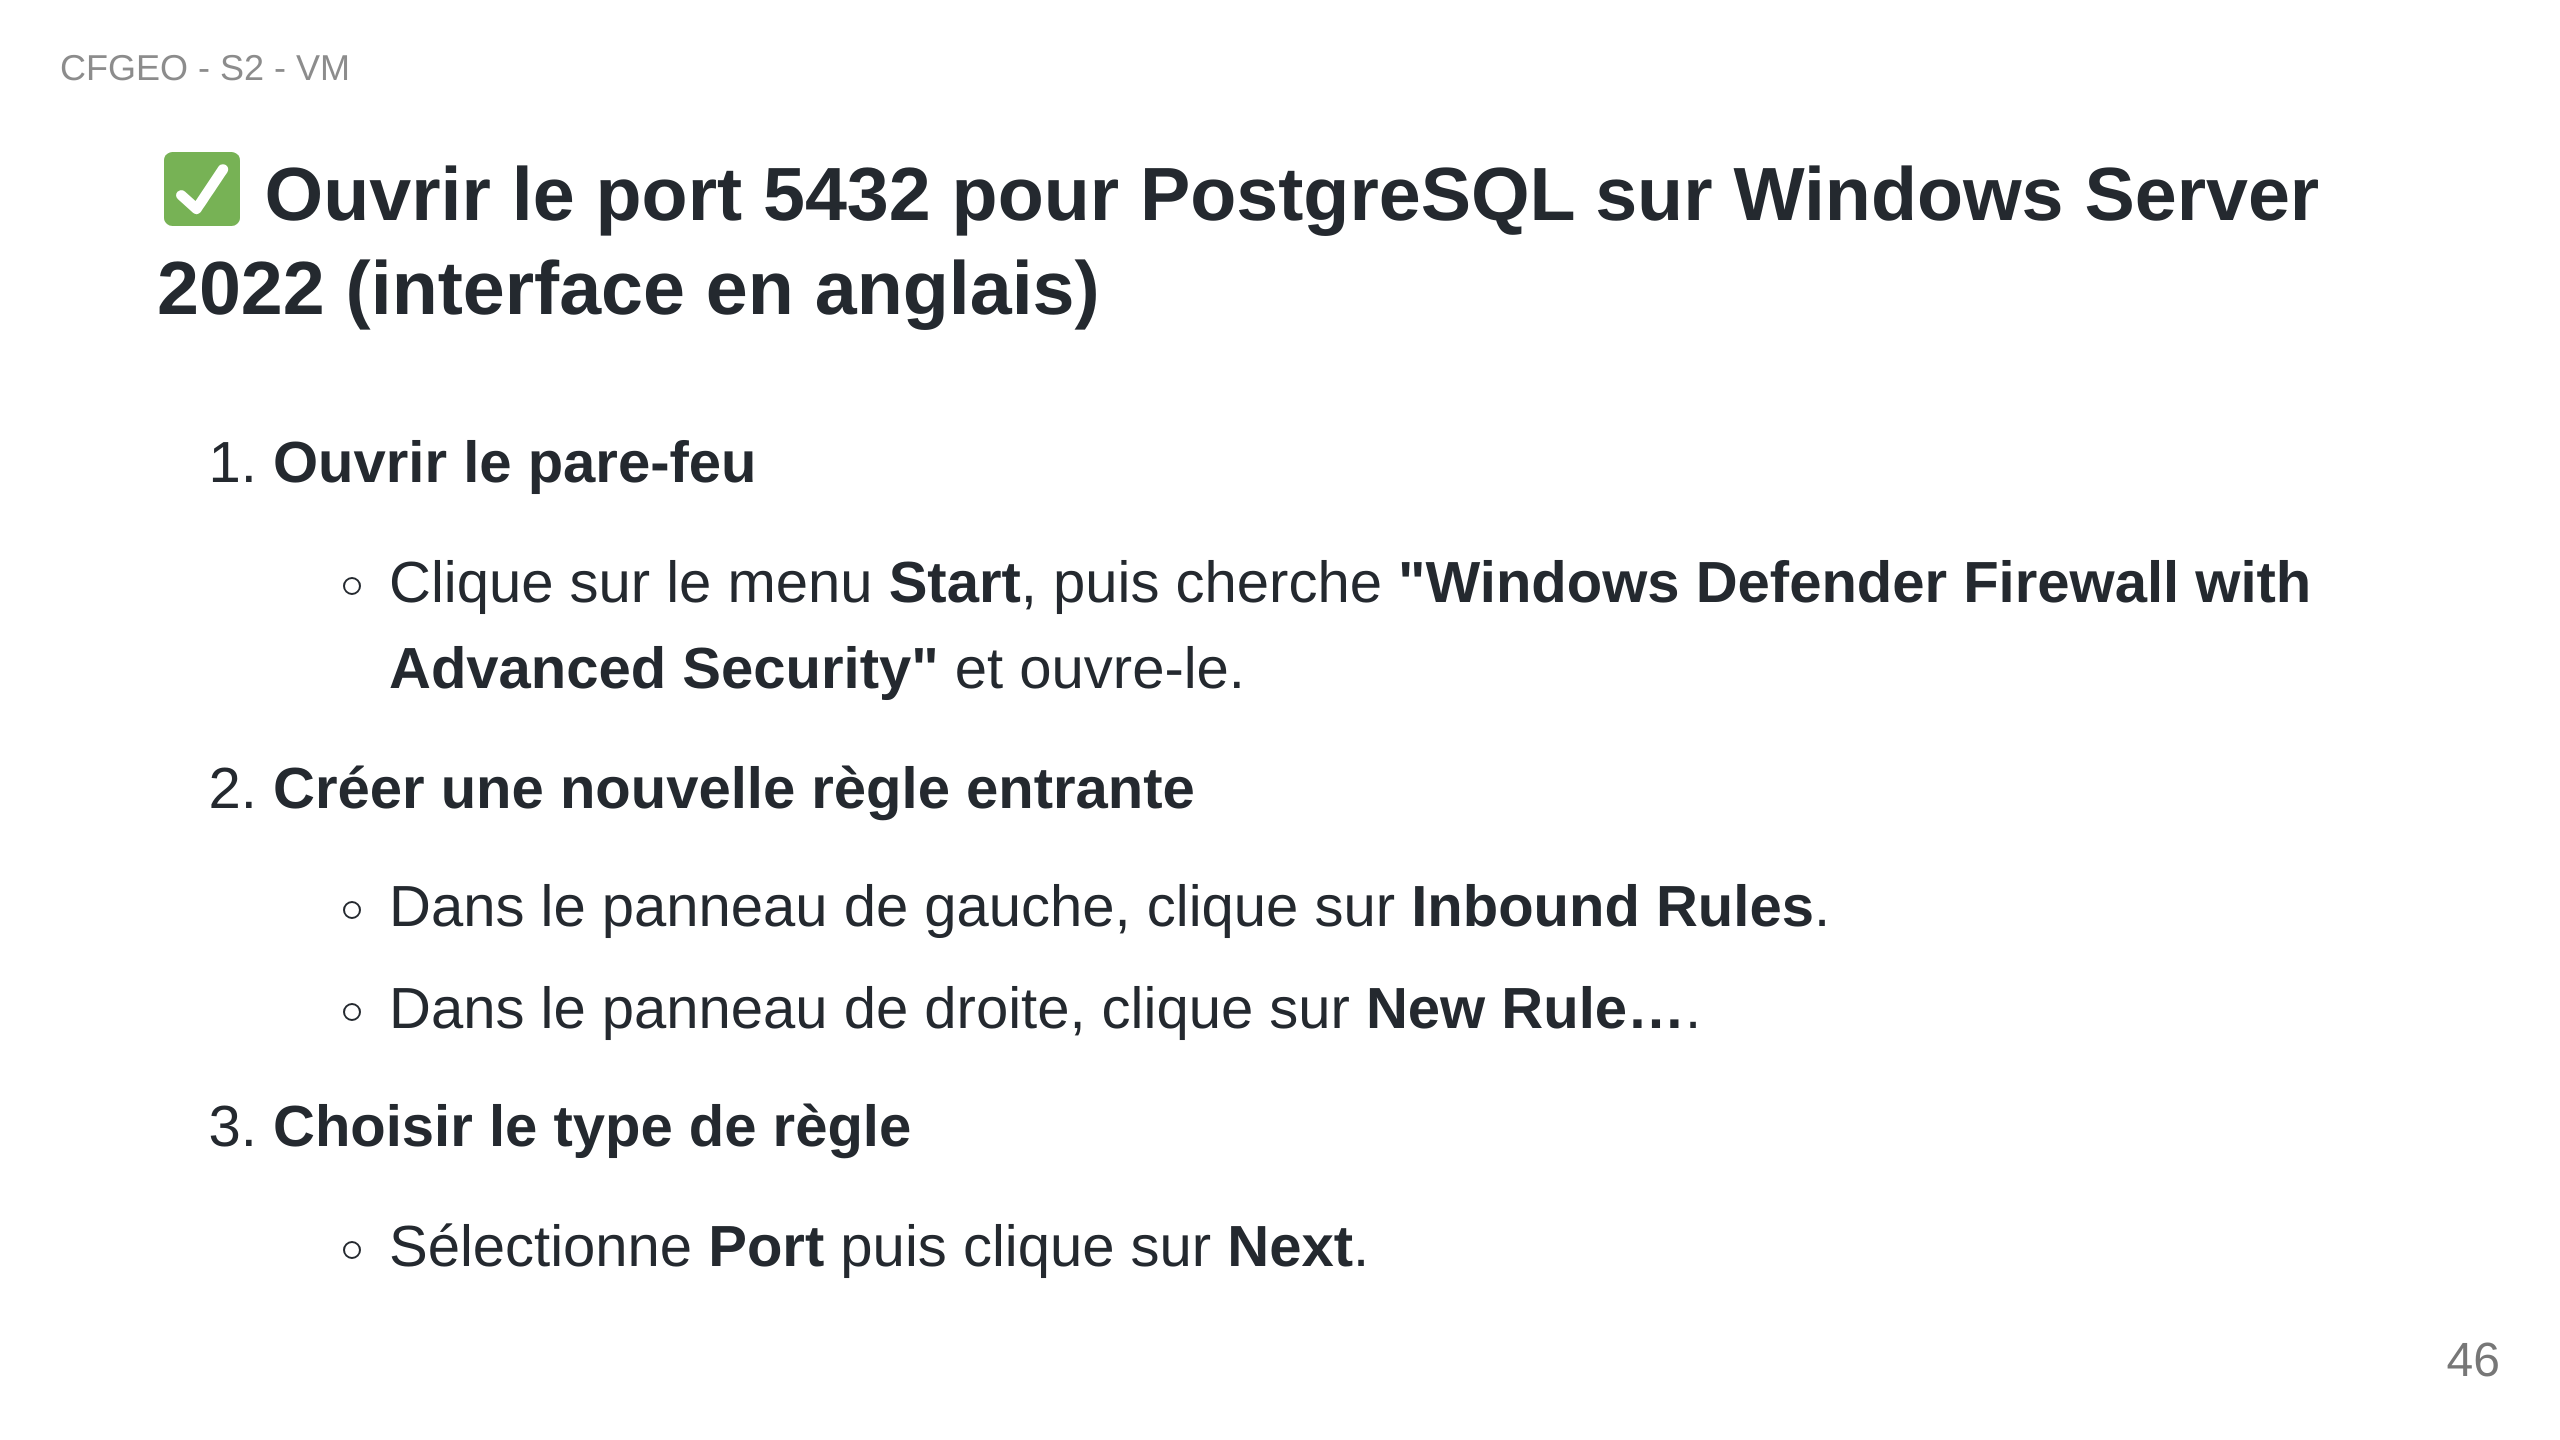 CFGEO - S2 - VM
✅ Ouvrir le port 5432 pour PostgreSQL sur Windows Server
2022 (interface en anglais)
1. Ouvrir le pare-feu
◦ Clique sur le menu Start, puis cherche "Windows Defender Firewall with
Advanced Security" et ouvre-le.
2. Créer une nouvelle règle entrante
◦ Dans le panneau de gauche, clique sur Inbound Rules.
◦ Dans le panneau de droite, clique sur New Rule….
3. Choisir le type de règle
◦ Sélectionne Port puis clique sur Next.
46